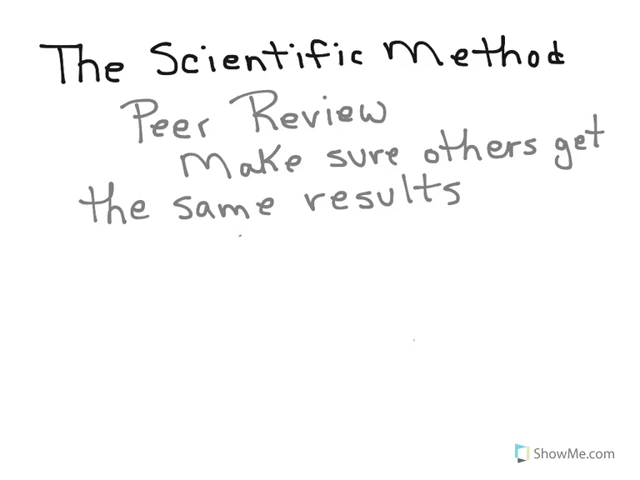 The Scientific Method
Peer Review
Make sure others get
the same results
ShowMe.com